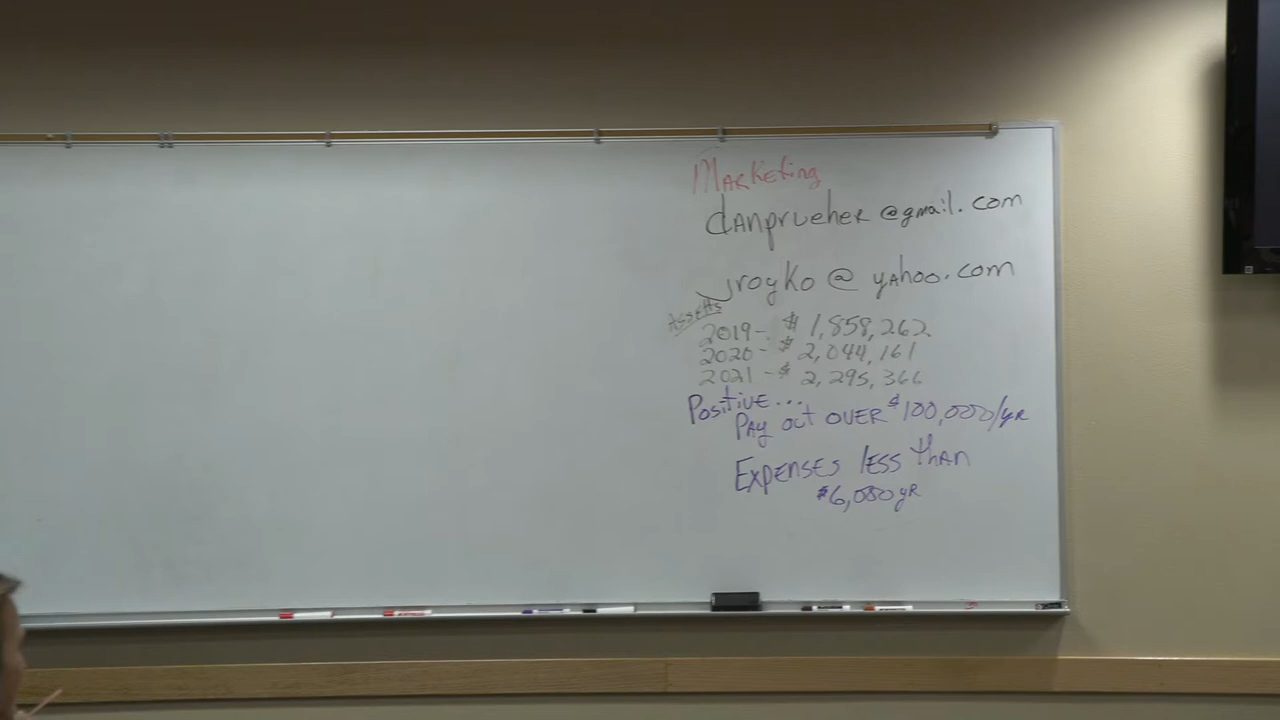 Marketing
danprueher @gmail.com
jroyko @ yahoo.com
Assets
2019 - $ 1,858,262
2020 - $ 2,044,161
2021 - $ 2,295,366
Positive...
Pay out over $100,000/yr
Expenses less than
$6,080 yr